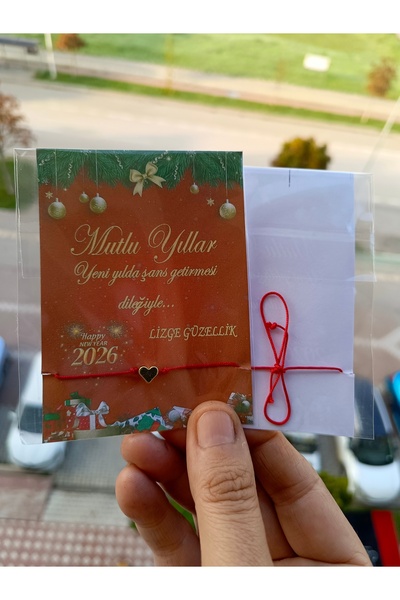 Mutlu Yıllar
Yeni yılda şans getirmesi
dileğiyle...
LİZGE GÜZELLİK
Happy
NEW YEAR
2026